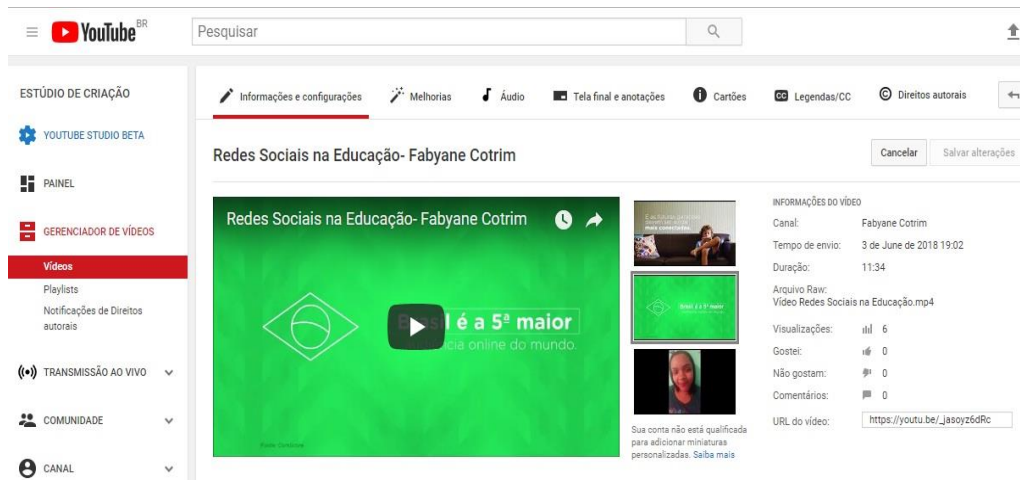 YouTube BR
Pesquisar
ESTÚDIO DE CRIAÇÃO
YOUTUBE STUDIO BETA
PAINEL
GERENCIADOR DE VÍDEOS
Vídeos
Playlists
Notificações de Direitos
autorais
TRANSMISSÃO AO VIVO
COMUNIDADE
CANAL
Informações e configurações
Melhorias
Áudio
Tela final e anotações
Cartões
CC Legendas/CC
Direitos autorais
Redes Sociais na Educação- Fabyane Cotrim
Cancelar
Salvar alterações
Redes Sociais na Educação- Fabyane Cotrim
é a 5ª maior
online do mundo.
mais conectados.
Brasil é a 5ª maior
Sua conta não está qualificada
para adicionar miniaturas
personalizadas. Saiba mais
INFORMAÇÕES DO VÍDEO
Canal: Fabyane Cotrim
Tempo de envio: 3 de June de 2018 19:02
Duração: 11:34
Arquivo Raw:
Vídeo Redes Sociais na Educação.mp4
Visualizações: 6
Gostei: 0
Não gostam: 0
Comentários: 0
URL do vídeo: https://youtu.be/_jasoyz6dRc